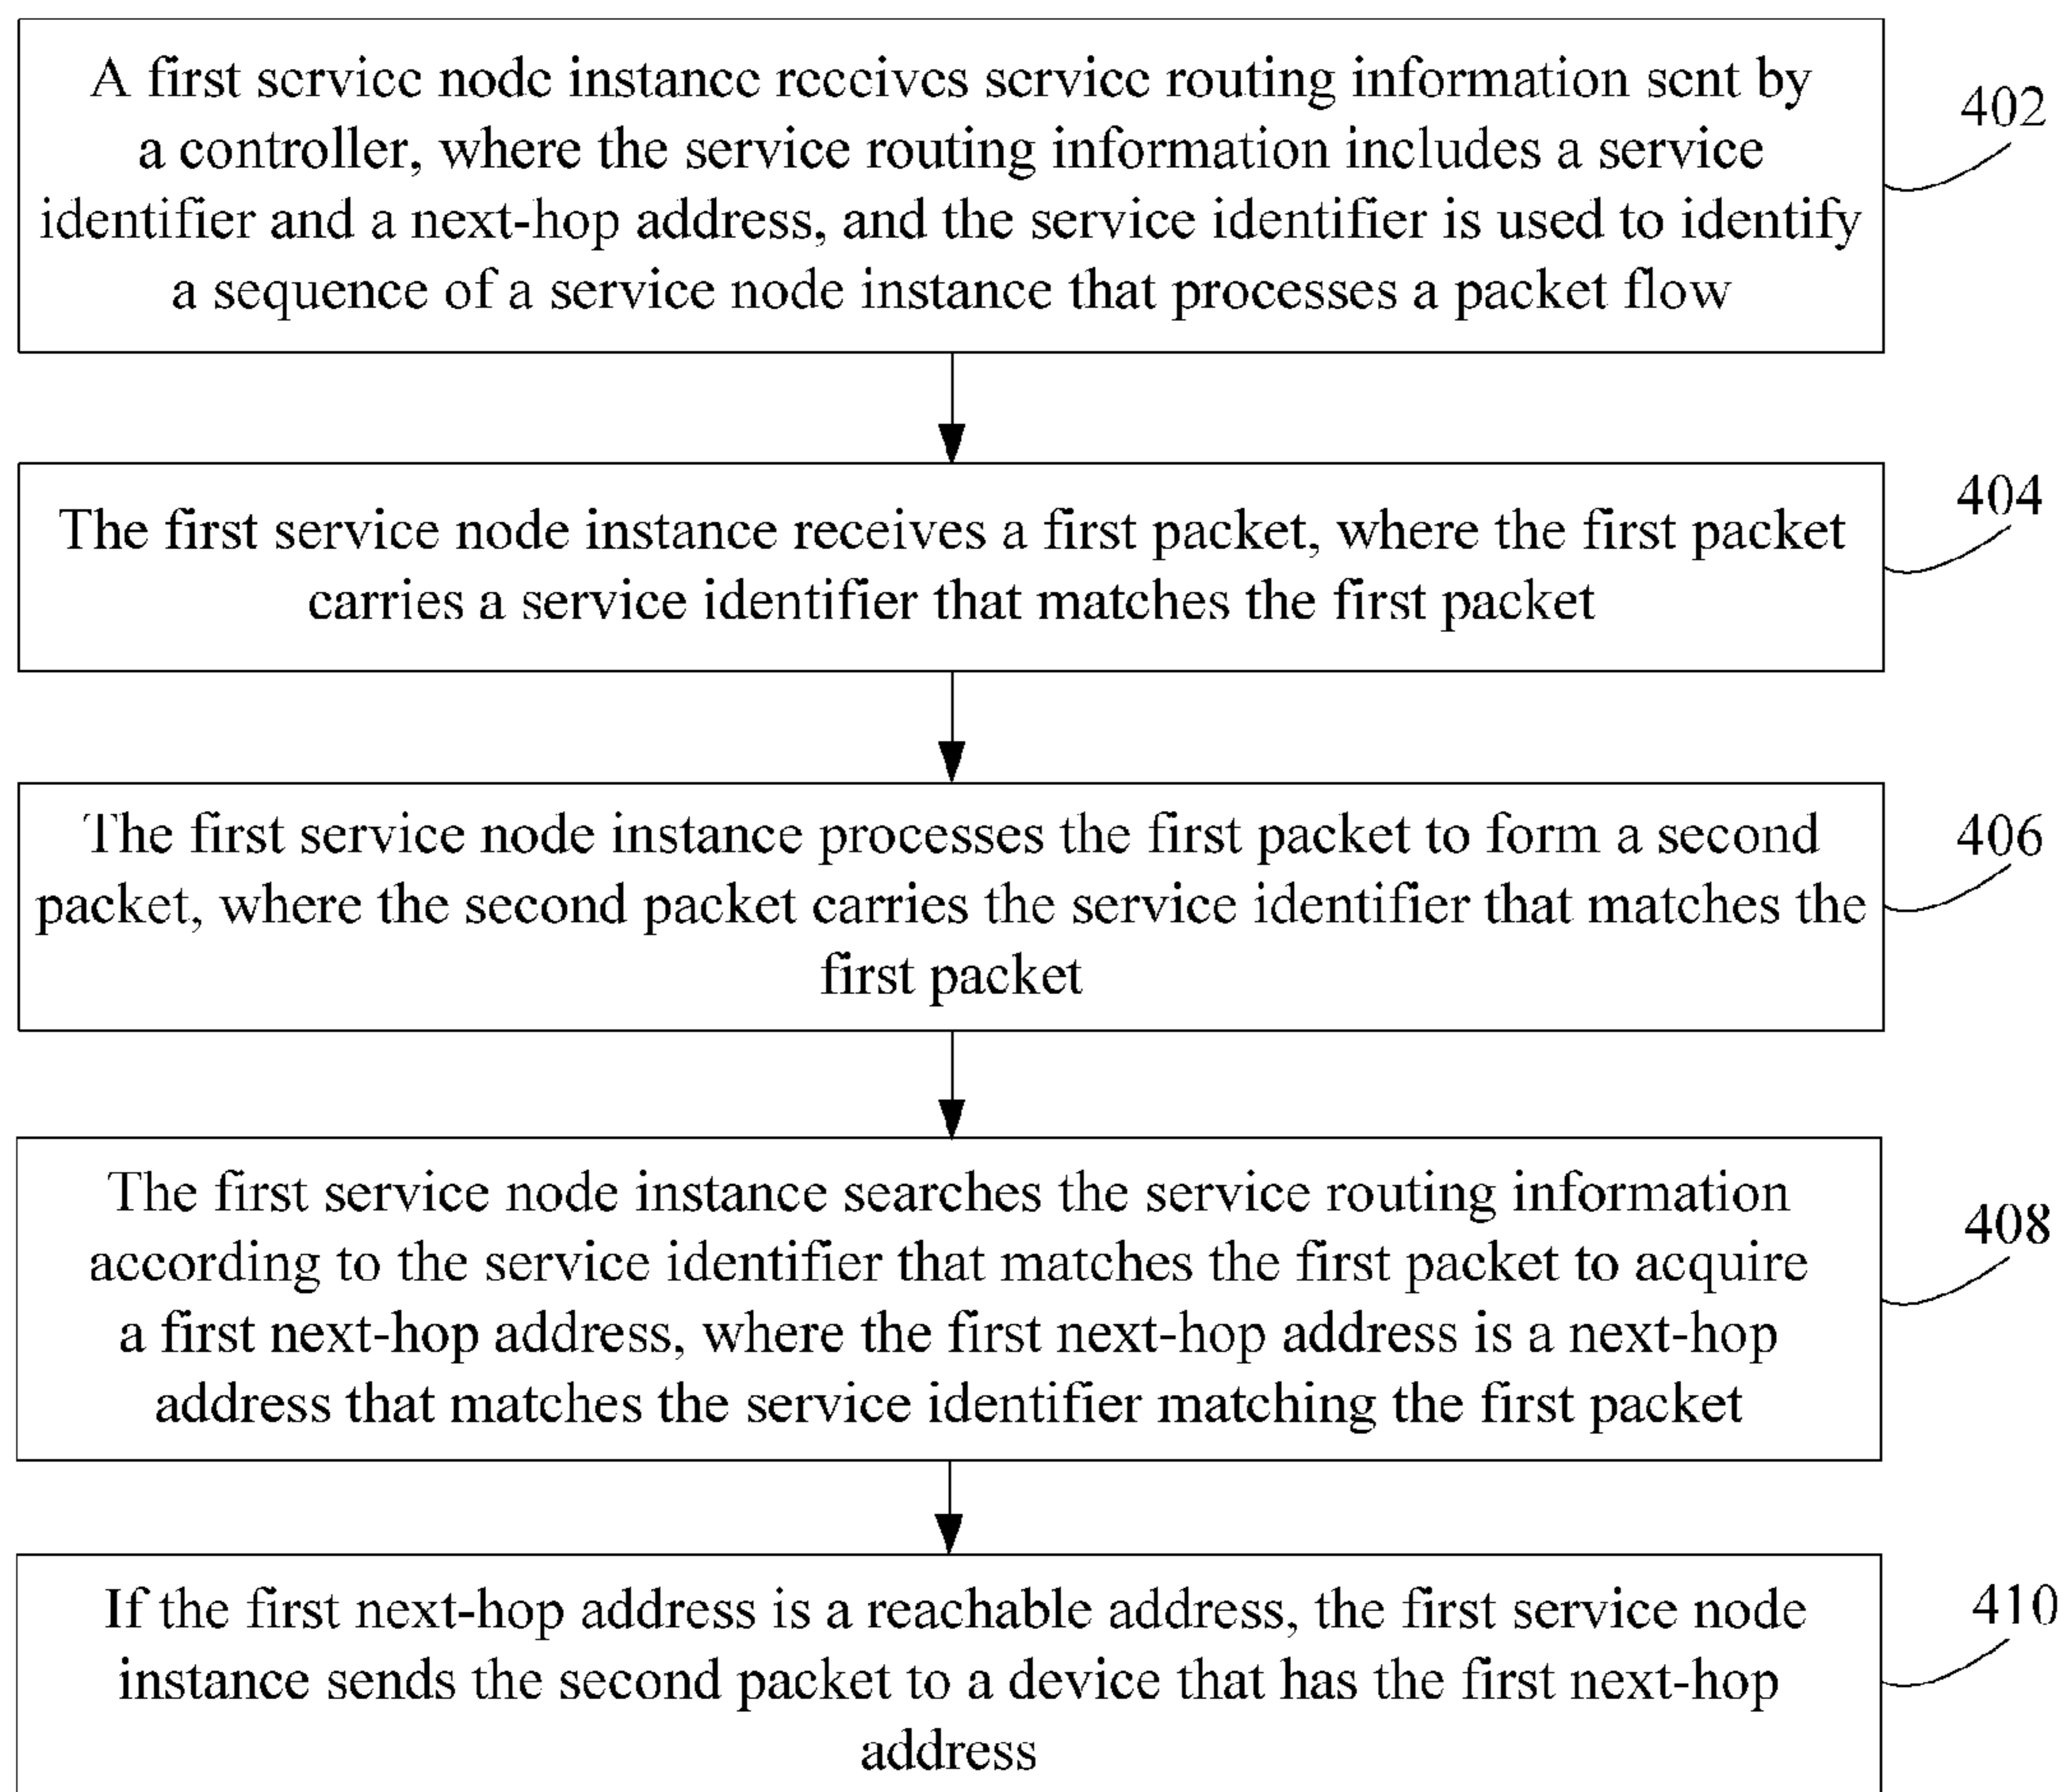 A first service node instance receives service routing information sent by
a controller, where the service routing information includes a service
identifier and a next-hop address, and the service identifier is used to identify
a sequence of a service node instance that processes a packet flow
402
The first service node instance receives a first packet, where the first packet
carries a service identifier that matches the first packet
404
The first service node instance processes the first packet to form a second
packet, where the second packet carries the service identifier that matches the
first packet
406
The first service node instance searches the service routing information
according to the service identifier that matches the first packet to acquire
a first next-hop address, where the first next-hop address is a next-hop
address that matches the service identifier matching the first packet
408
If the first next-hop address is a reachable address, the first service node
instance sends the second packet to a device that has the first next-hop
address
410